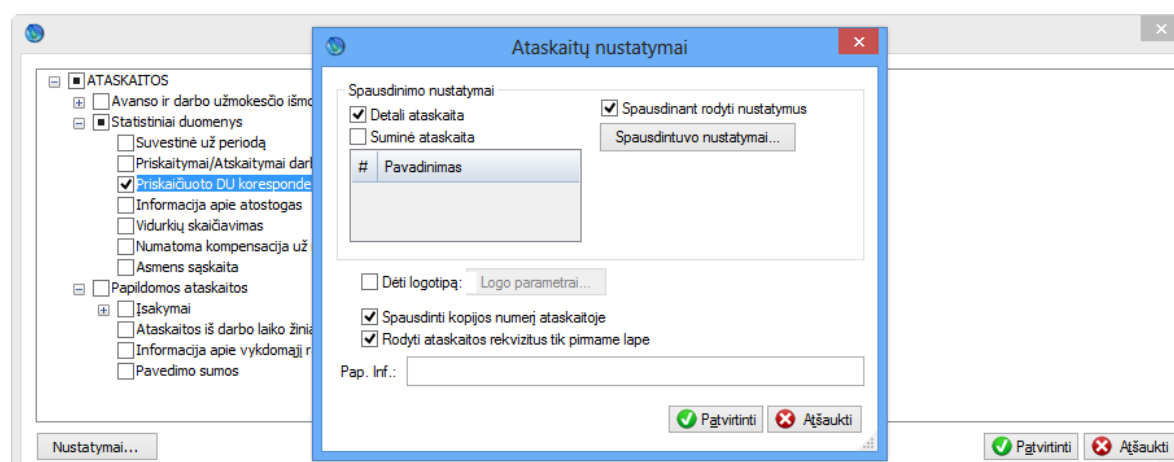 Ataskaitų nustatymai
ATASKAITOS
Avanso ir darbo užmokesčio išmo
Statistiniai duomenys
Suvestinė už periodą
Priskaitymai/Atskaitymai dar
Priskaičiuoto DU koresponde
Informacija apie atostogas
Vidurkių skaičiavimas
Numatoma kompensacija už
Asmens sąskaita
Papildomos ataskaitos
Įsakymai
Ataskaitos iš darbo laiko žinia
Informacija apie vykdomąjį r
Pavedimo sumos
Nustatymai...
Spausdinimo nustatymai
Detali ataskaita
Suminė ataskaita
# Pavadinimas
Spausdinant rodyti nustatymus
Spausdintuvo nustatymai...
Dėti logotipą: Logo parametrai...
Spausdinti kopijos numerį ataskaitoje
Rodyti ataskaitos rekvizitus tik pirmame lape
Pap. Inf.:
Patvirtinti Atšaukti
Patvirtinti Atšaukti